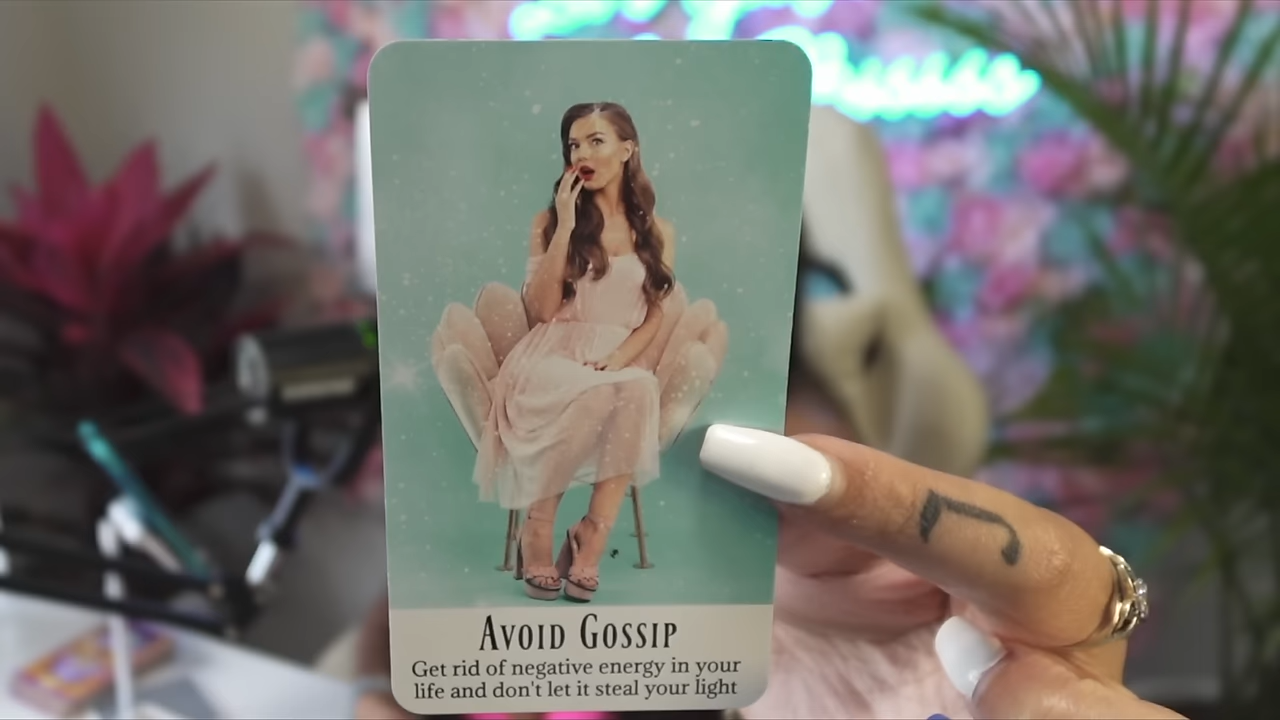 Avoid Gossip
Get rid of negative energy in your
life and don't let it steal your light